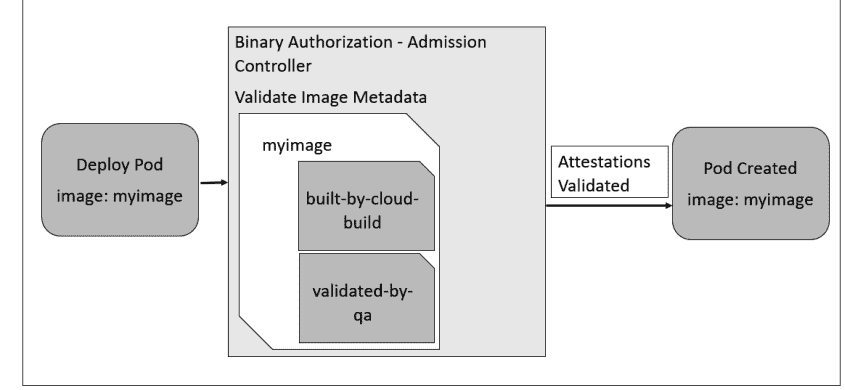 Binary Authorization - Admission
Controller
Validate Image Metadata
Deploy Pod
image: myimage
myimage
built-by-cloud-
build
validated-by-
qa
Attestations
Validated
Pod Created
image: myimage